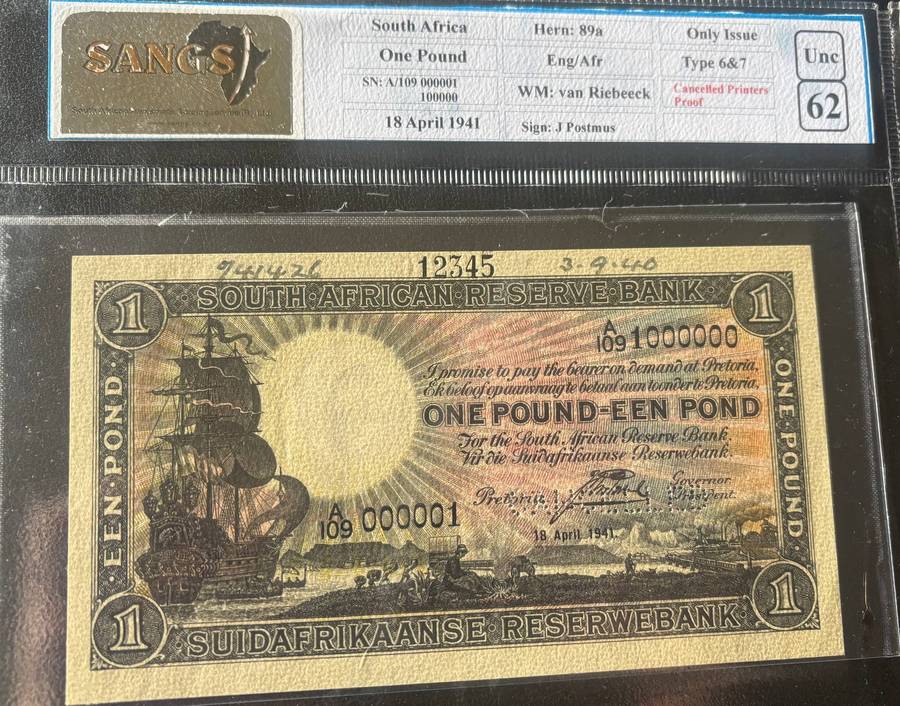 SANGS
South Africa
One Pound
SN: A/109 000001
100000
18 April 1941
Hern: 89a
Eng/Afr
WM: van Riebeeck
Sign: J Postmus
Only Issue
Type 6&7
Cancelled Printers
Proof
Unc
62
941426 12345 3-9-40
1 SOUTH·AFRICAN·RESERVE·BANK 1
A/109 1000000
I promise to pay the bearer on demand at Pretoria,
Ek beloof op aanvraag te betaal aan toonder te Pretoria,
ONE POUND-EEN POND
For the South African Reserve Bank.
Vir die Suidafrikaanse Reserwebank.
Pretoria,
Governor
President.
A/109 000001
18 April 1941.
EEN·POND
ONE·POUND
1 SUIDAFRIKAANSE·RESERWEBANK 1